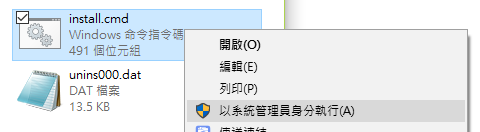 install.cmd
Windows 命令指令碼
491 個位元組
unins000.dat
DAT 檔案
13.5 KB
開啟(O)
編輯(E)
列印(P)
以系統管理員身分執行(A)